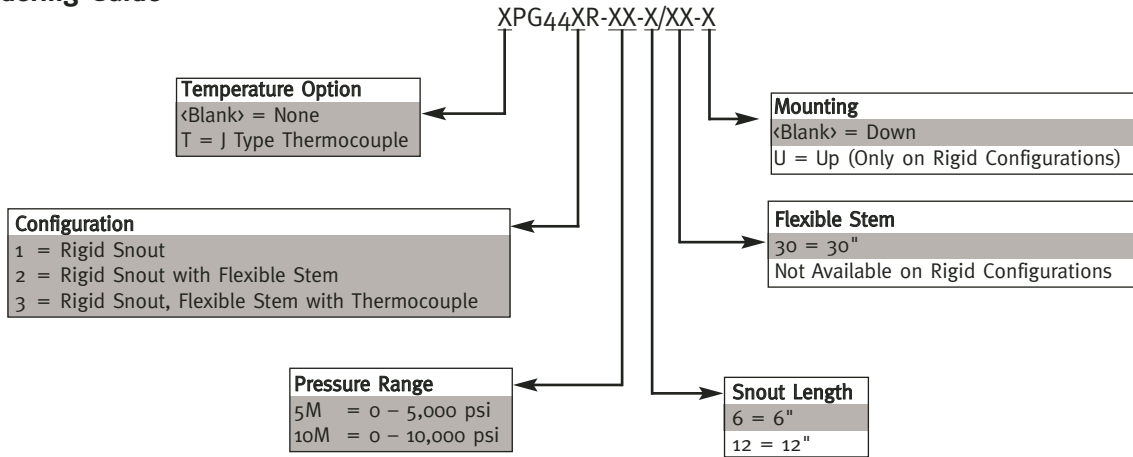 XPG44XR-XX-X/XX-X
Temperature Option
<Blank> = None
T = J Type Thermocouple
Mounting
<Blank> = Down
U = Up (Only on Rigid Configurations)
Configuration
1 = Rigid Snout
2 = Rigid Snout with Flexible Stem
3 = Rigid Snout, Flexible Stem with Thermocouple
Flexible Stem
30 = 30"
Not Available on Rigid Configurations
Pressure Range
5M = 0 – 5,000 psi
10M = 0 – 10,000 psi
Snout Length
6 = 6"
12 = 12"